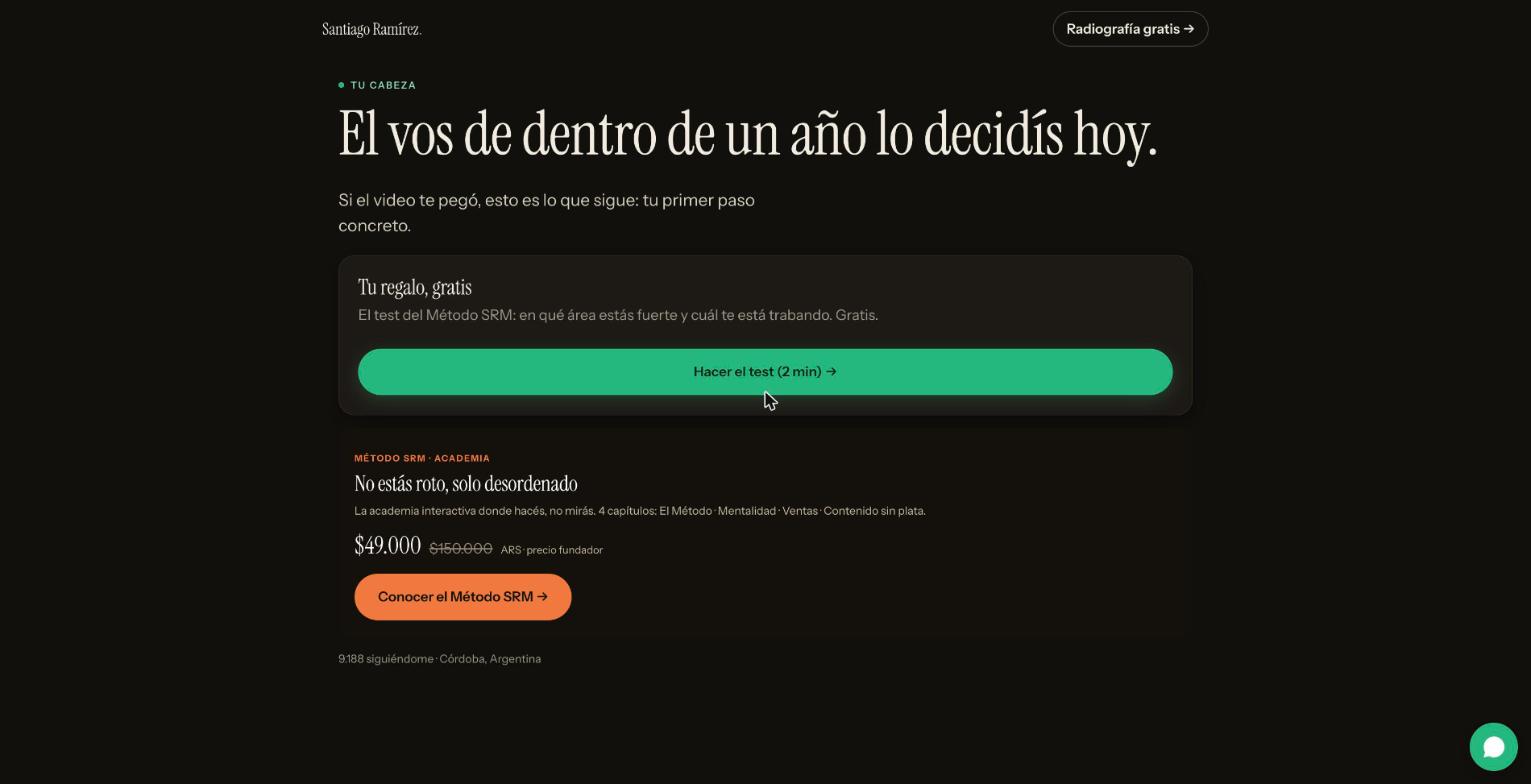 Santiago Ramírez.
Radiografía gratis →
TU CABEZA
El vos de dentro de un año lo decidís hoy.
Si el video te pegó, esto es lo que sigue: tu primer paso
concreto.
Tu regalo, gratis
El test del Método SRM: en qué área estás fuerte y cuál te está trabando. Gratis.
Hacer el test (2 min) →
MÉTODO SRM · ACADEMIA
No estás roto, solo desordenado
La academia interactiva donde hacés, no mirás. 4 capítulos: El Método · Mentalidad · Ventas · Contenido sin plata.
$49.000 $150.000 ARS · precio fundador
Conocer el Método SRM →
9.188 siguiéndome · Córdoba, Argentina